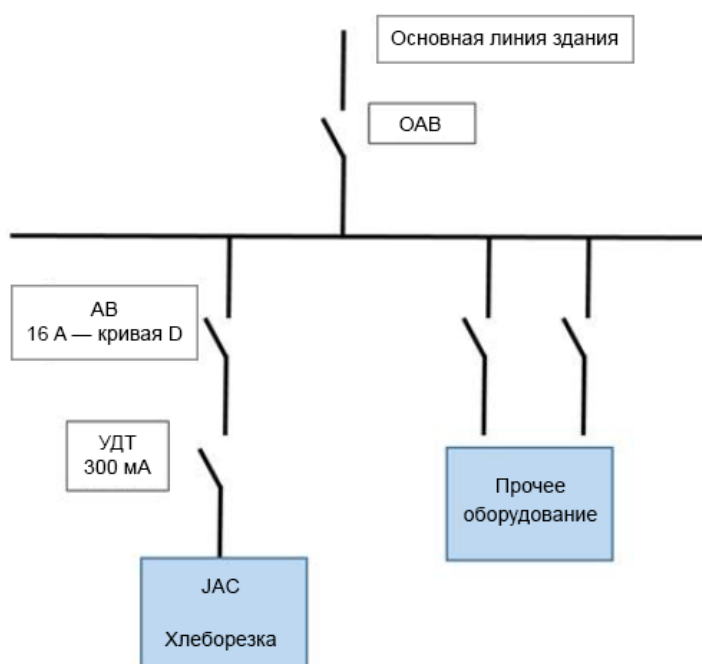 Основная линия здания
ОАВ
АВ
16 А — кривая D
УДТ
300 мА
Прочее
оборудование
JAC
Хлеборезка